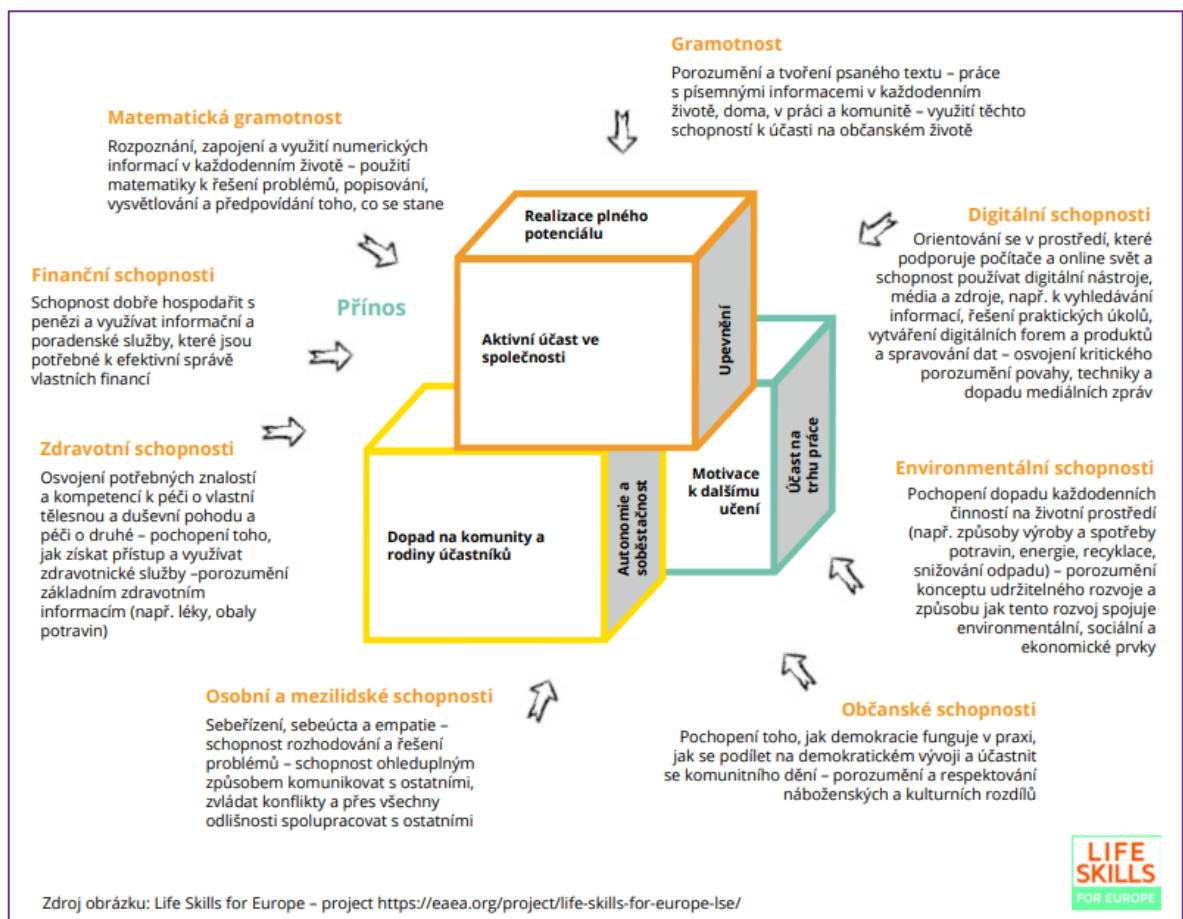 Gramotnost
Porozumění a tvoření psaného textu – práce
s písemnými informacemi v každodenním
životě, doma, v práci a komunitě – využití těchto
schopností k účasti na občanském životě
Matematická gramotnost
Rozpoznání, zapojení a využití numerických
informací v každodenním životě – použití
matematiky k řešení problémů, popisování,
vysvětlování a předpovídání toho, co se stane
Digitální schopnosti
Orientování se v prostředí, které
podporuje počítače a online svět a
schopnost používat digitální nástroje,
média a zdroje, např. k vyhledávání
informací, řešení praktických úkolů,
vytváření digitálních forem a produktů
a spravování dat – osvojení kritického
porozumění povahy, techniky a
dopadu mediálních zpráv
Finanční schopnosti
Schopnost dobře hospodařit s
penězi a využívat informační a
poradenské služby, které jsou
potřebné k efektivní správě
vlastních financí
Přínos
Realizace plného
potenciálu
Aktivní účast ve
společnosti
Upevnění
Dopad na komunity a
rodiny účastníků
Autonomie a
soběstačnost
Motivace
k dalšímu
učení
Účast na
trhu práce
Zdravotní schopnosti
Osvojení potřebných znalostí
a kompetencí k péči o vlastní
tělesnou a duševní pohodu a
péči o druhé – pochopení toho,
jak získat přístup a využívat
zdravotnické služby –porozumění
základním zdravotním
informacím (např. léky, obaly
potravin)
Environmentální schopnosti
Pochopení dopadu každodenních
činností na životní prostředí
(např. způsoby výroby a spotřeby
potravin, energie, recyklace,
snižování odpadu) – porozumění
konceptu udržitelného rozvoje a
způsobu jak tento rozvoj spojuje
environmentální, sociální a
ekonomické prvky
Osobní a mezilidské schopnosti
Sebeřízení, sebeúcta a empatie –
schopnost rozhodování a řešení
problémů – schopnost ohleduplným
způsobem komunikovat s ostatními,
zvládat konflikty a přes všechny
odlišnosti spolupracovat s ostatními
Občanské schopnosti
Pochopení toho, jak demokracie funguje v praxi,
jak se podílet na demokratickém vývoji a účastnit
se komunitního dění – porozumění a respektování
náboženských a kulturních rozdílů
LIFE
SKILLS
FOR EUROPE
Zdroj obrázku: Life Skills for Europe – project https://eaea.org/project/life-skills-for-europe-lse/